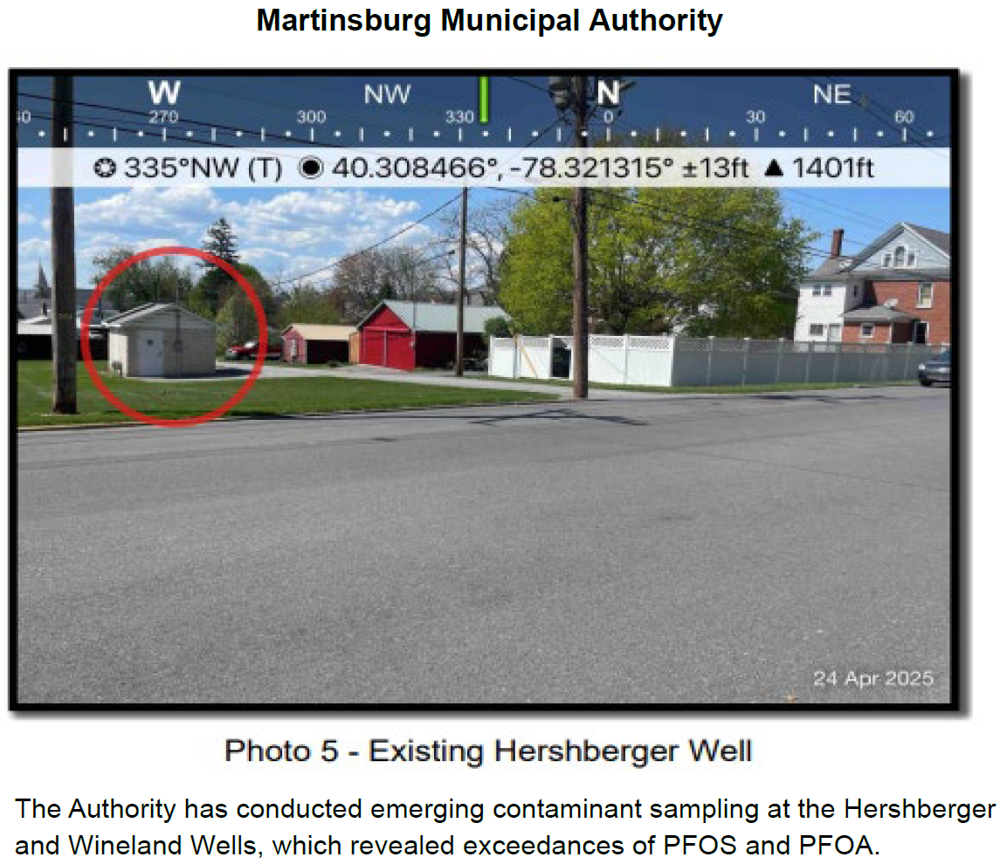 Martinsburg Municipal Authority
W NW N NE
270 300 330 0 30 60
335°NW (T) 40.308466°, -78.321315° ±13ft ▲ 1401ft
24 Apr 2025
Photo 5 - Existing Hershberger Well
The Authority has conducted emerging contaminant sampling at the Hershberger
and Wineland Wells, which revealed exceedances of PFOS and PFOA.